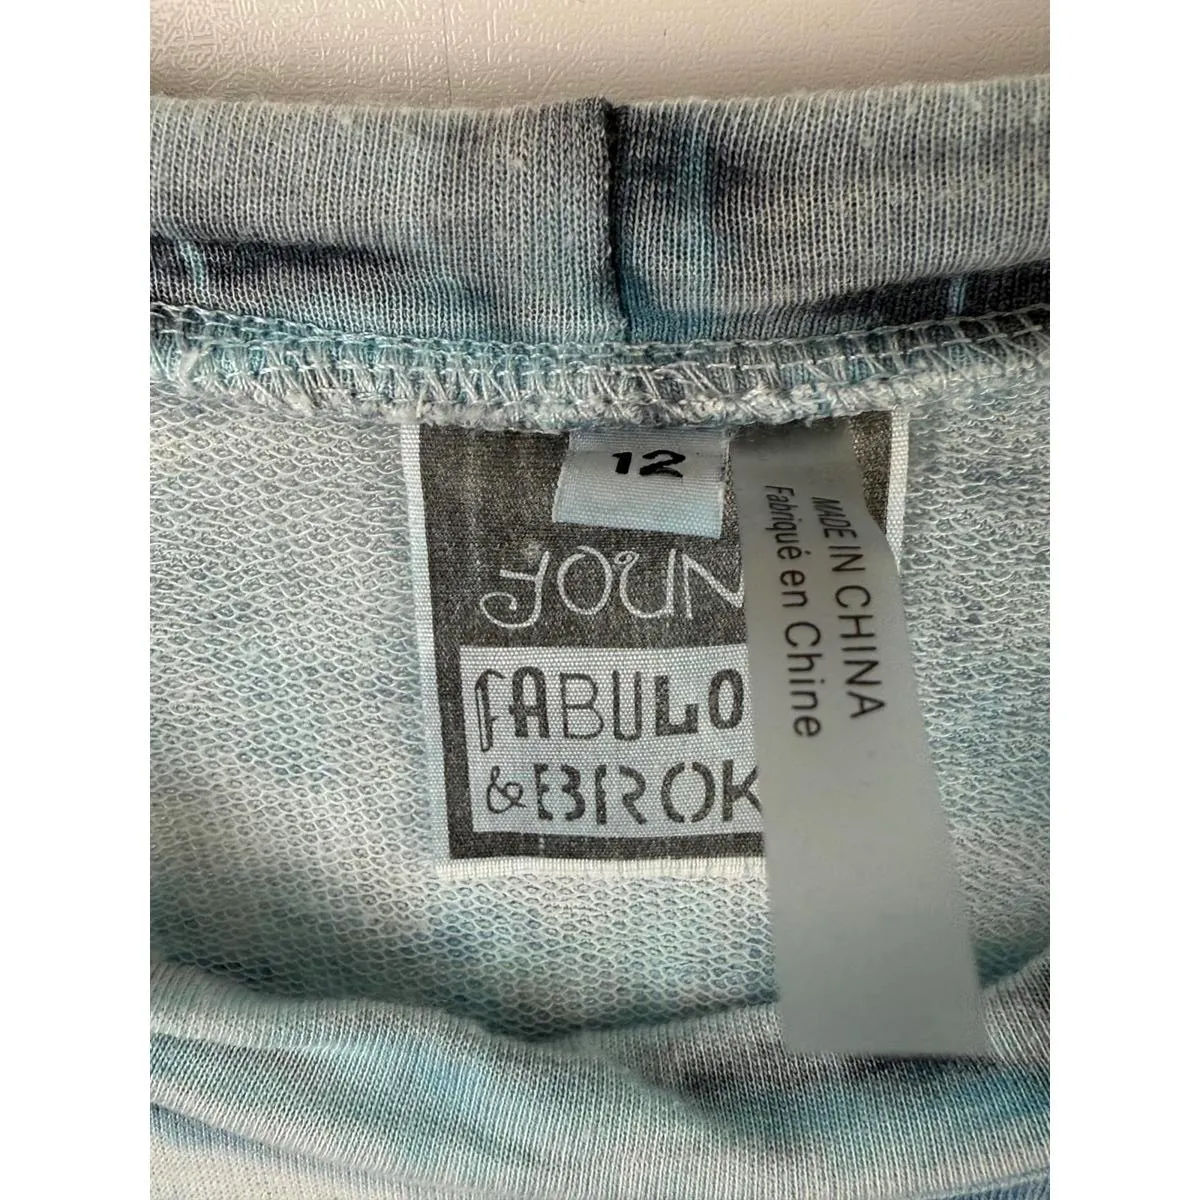 12
YOUN
FABULO
& BROK
MADE IN CHINA
Fabriqué en Chine